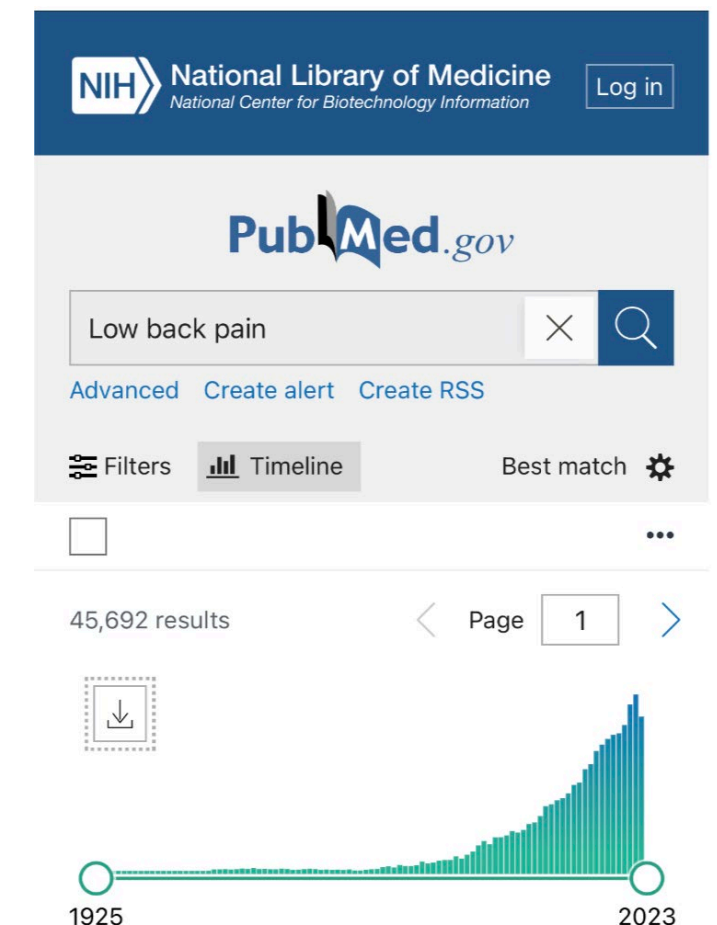 NIH National Library of Medicine
National Center for Biotechnology Information
Log in
PubMed.gov
Low back pain
Advanced Create alert Create RSS
Filters Timeline Best match
45,692 results Page 1
1925 2023